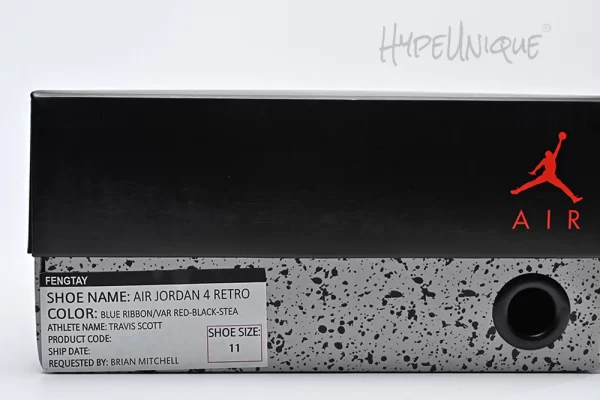 HYPEUNIQUE®
AIR
FENGTAY
SHOE NAME: AIR JORDAN 4 RETRO
COLOR: BLUE RIBBON/VAR RED-BLACK-STEA
ATHLETE NAME: TRAVIS SCOTT
PRODUCT CODE:
SHIP DATE:
REQUESTED BY: BRIAN MITCHELL
SHOE SIZE:
11